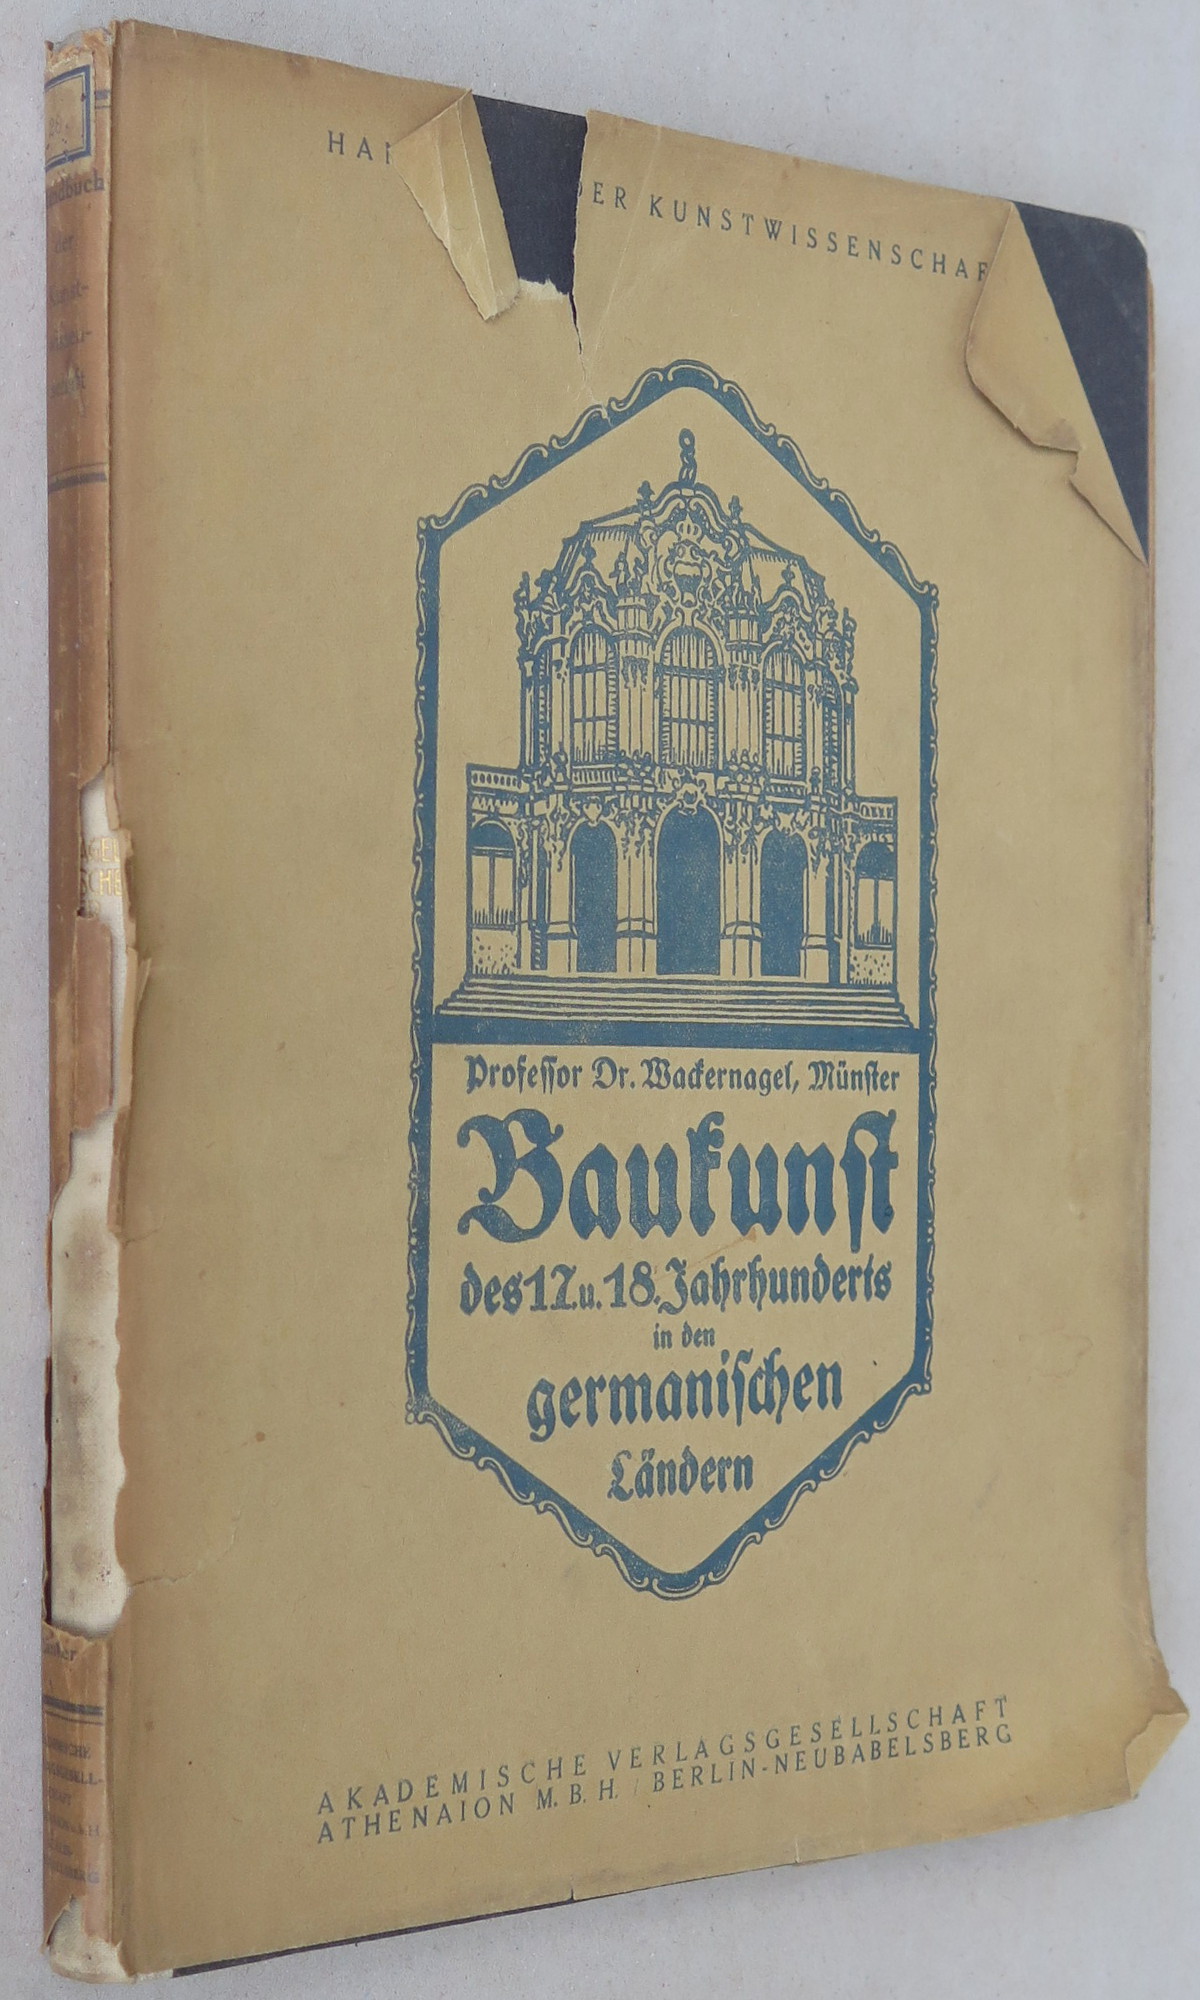 DER KUNSTWISSENSCHAF
Professor Dr. Wackernagel, Münster
Baukunst
des 17. u. 18. Jahrhunderts
in den
germanischen
Ländern
AKADEMISCHE VERLAGSGESELLSCHAFT
ATHENAION M. B. H. / BERLIN-NEUBABELSBERG